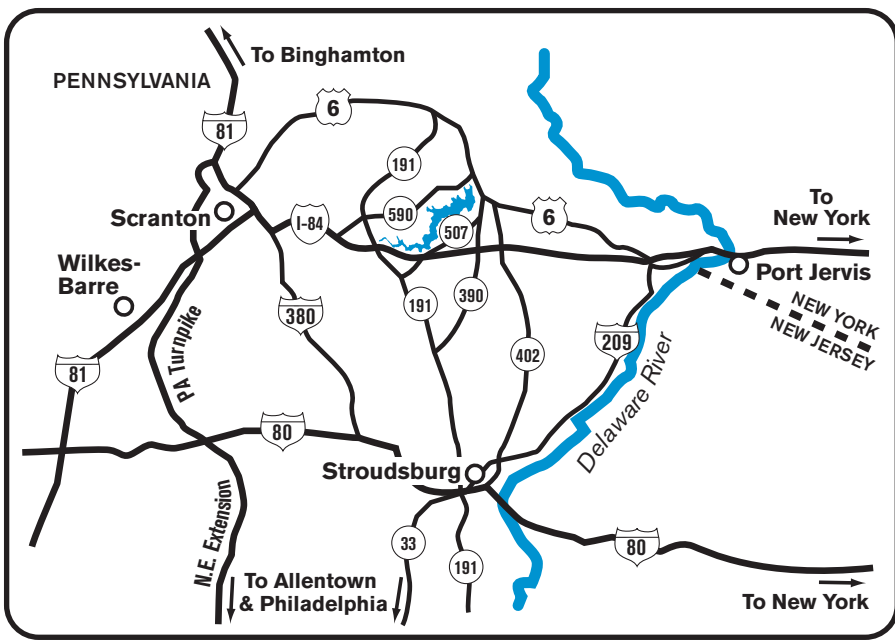 To Binghamton
PENNSYLVANIA
6
81
191
To
New York
Scranton
590
I-84
6
507
Wilkes-
Barre
Port Jervis
191
390
NEW YORK
NEW JERSEY
380
PA Turnpike
209
402
81
Delaware River
80
Stroudsburg
N.E. Extension
33
80
191
To Allentown
& Philadelphia
To New York